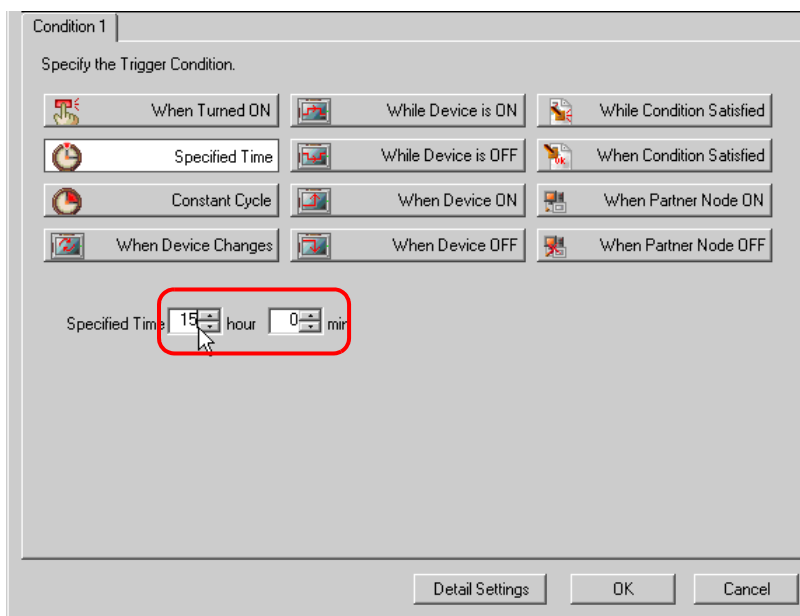 Condition 1
Specify the Trigger Condition.
When Turned ON While Device is ON While Condition Satisfied
Specified Time While Device is OFF When Condition Satisfied
Constant Cycle When Device ON When Partner Node ON
When Device Changes When Device OFF When Partner Node OFF
Specified Time 15 hour 0 min
Detail Settings OK Cancel